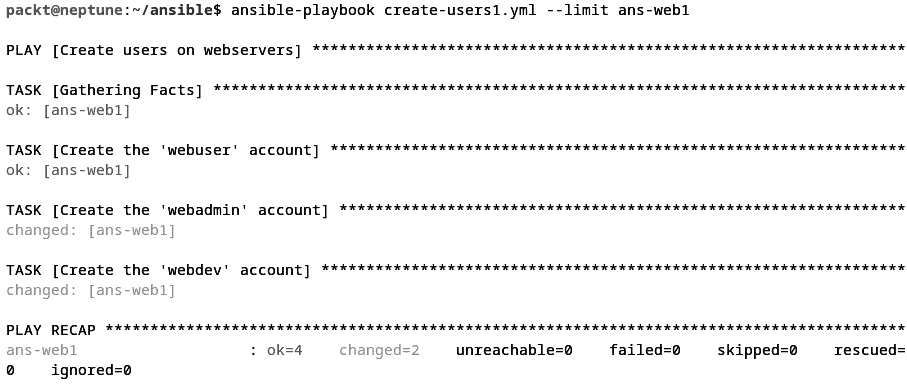 packt@neptune:~/ansible$ ansible-playbook create-users1.yml --limit ans-web1
PLAY [Create users on webservers] ******************************************************************
TASK [Gathering Facts] *****************************************************************************
ok: [ans-web1]
TASK [Create the 'webuser' account] ****************************************************************
ok: [ans-web1]
TASK [Create the 'webadmin' account] ***************************************************************
changed: [ans-web1]
TASK [Create the 'webdev' account] *****************************************************************
changed: [ans-web1]
PLAY RECAP *****************************************************************************************
ans-web1                   : ok=4    changed=2    unreachable=0    failed=0    skipped=0    rescued=
0    ignored=0